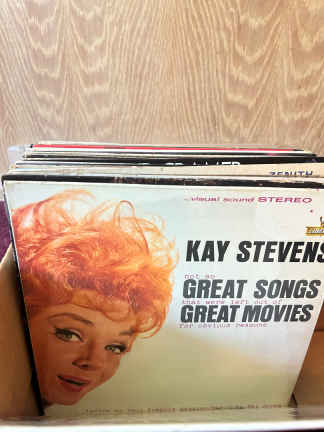 ZENITH
visual sound STEREO
KAY STEVENS
not so
GREAT SONGS
that were left out of
GREAT MOVIES
for obvious reasons